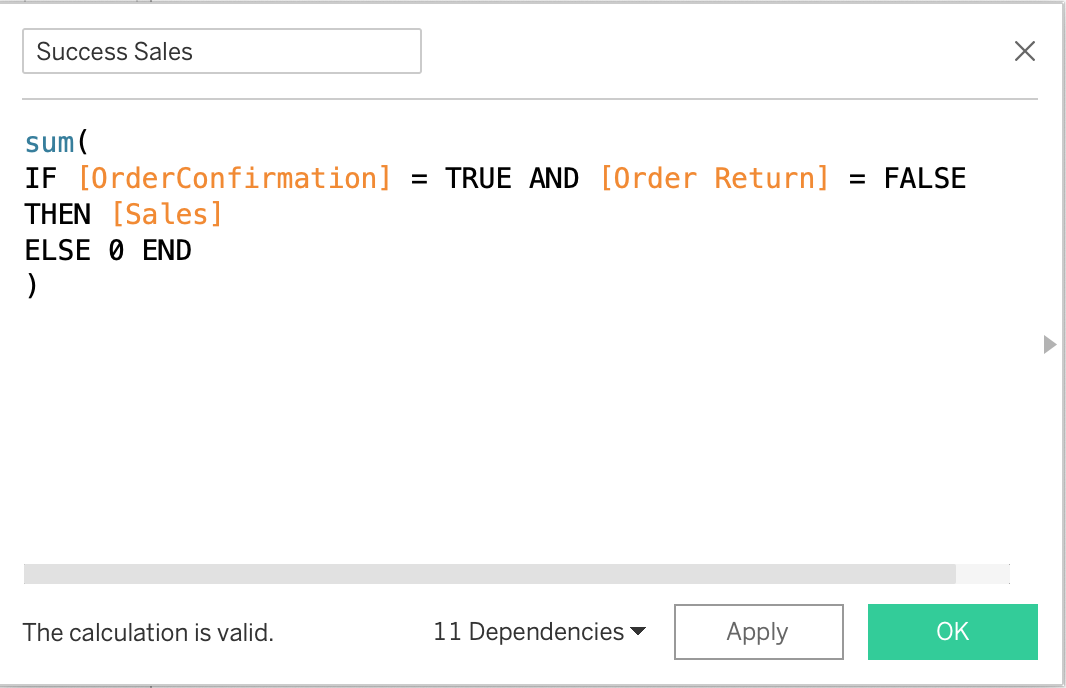 Success Sales
sum(
IF [OrderConfirmation] = TRUE AND [Order Return] = FALSE
THEN [Sales]
ELSE 0 END
)
The calculation is valid.
11 Dependencies
Apply
OK